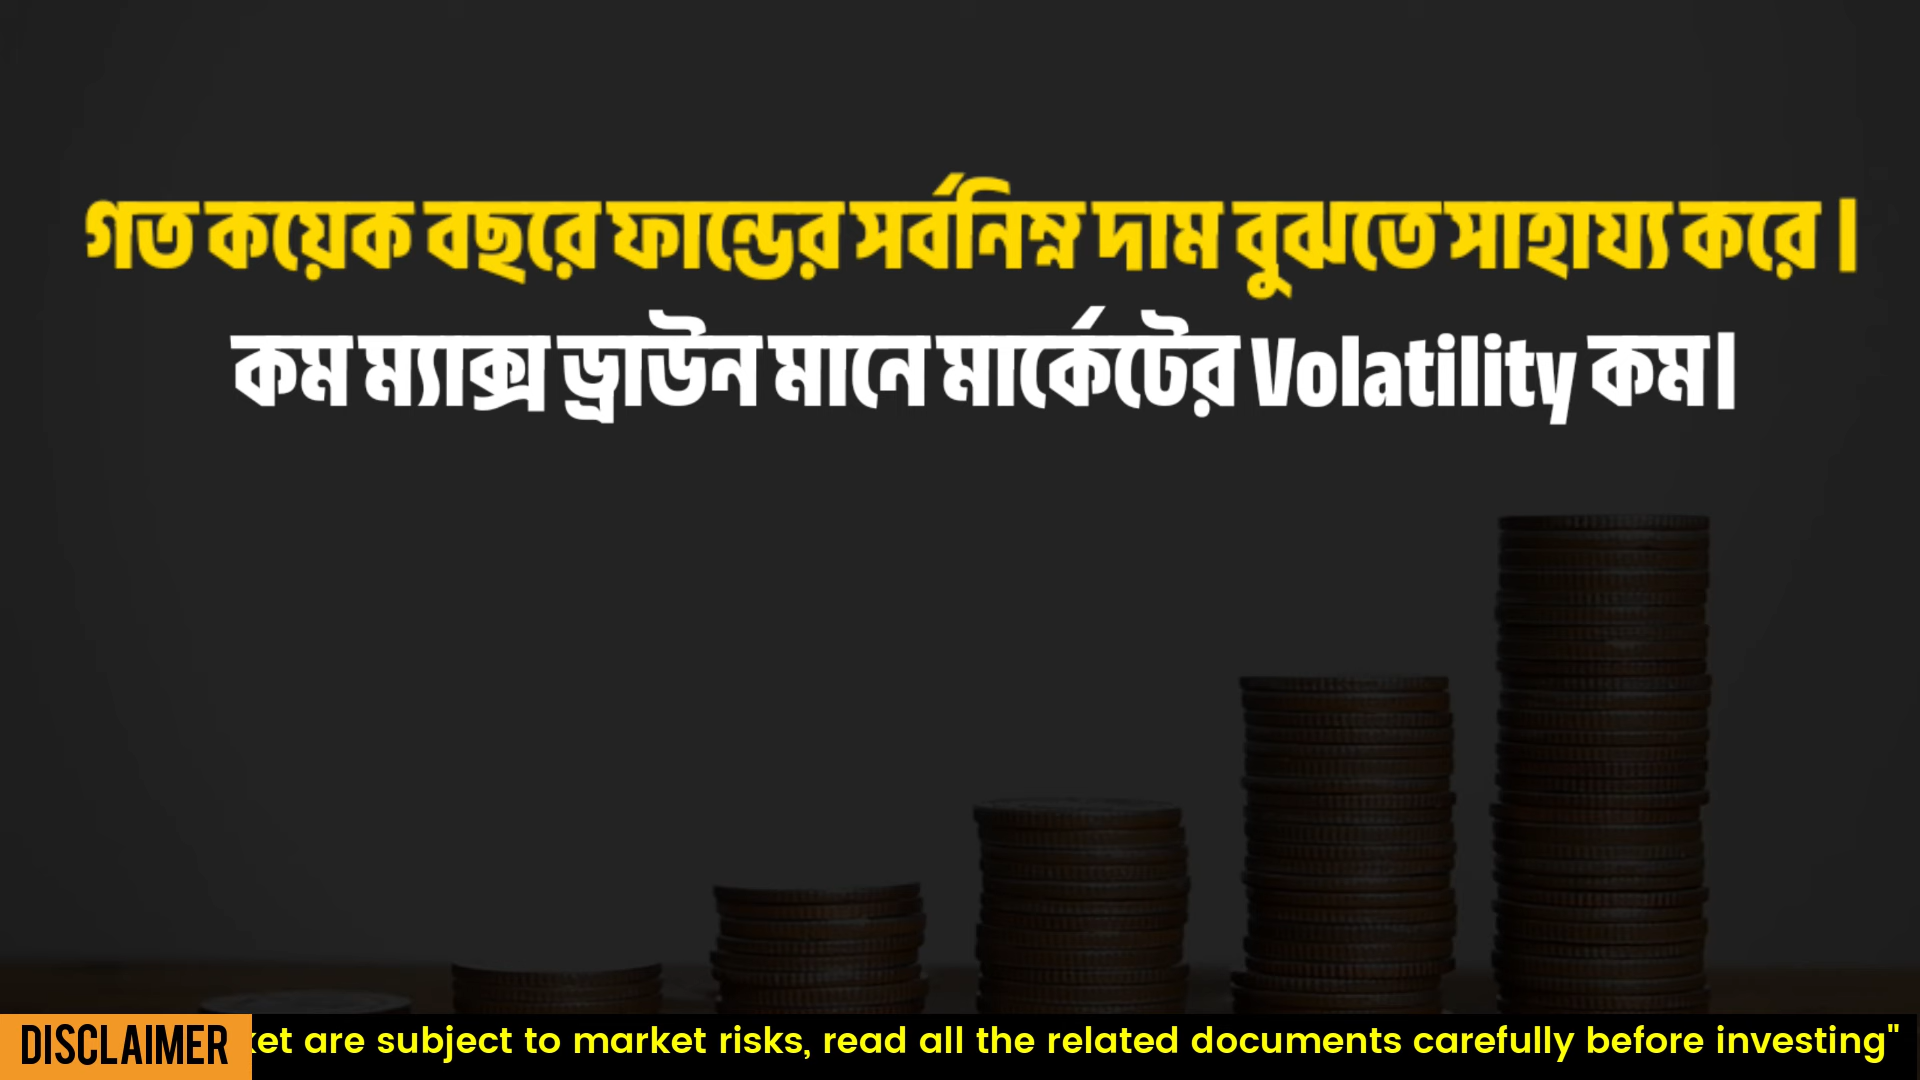 গত কয়েক বছরে ফান্ডের সর্বনিম্ন দাম বুঝতে সাহায্য করে।
কম ম্যাক্স ড্রাউন মানে মার্কেটের Volatility কম।
DISCLAIMER
are subject to market risks, read all the related documents carefully before investing"